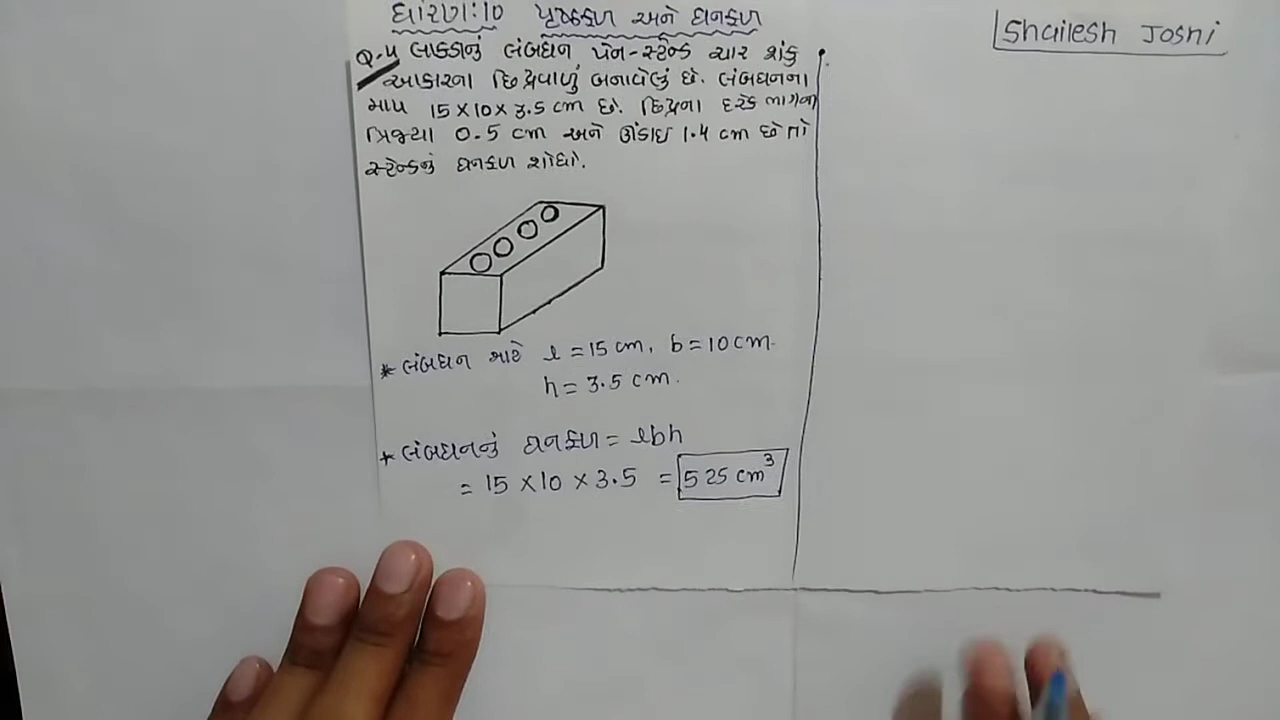 ધોરણ:10 પૃષ્ઠફળ અને ઘનફળ
Shailesh Joshi
Q-4 લાકડાનું લંબઘન પેન-સ્ટેન્ડ ચાર શંકુ
આકારના છિદ્રોવાળું બનાવેલું છે. લંબઘનના
માપ 15 X 10 X 3.5 cm છે. છિદ્રના દરેક ભાગના
ત્રિજ્યા 0.5 cm અને ઊંડાઇ 1.4 cm છે તો
સ્ટેન્ડનું ઘનફળ શોધો.
* લંબઘન માટે l = 15 cm, b = 10 cm.
h = 3.5 cm.
* લંબઘનનું ઘનફળ = lbh
= 15 X 10 X 3.5 = 525 cm³